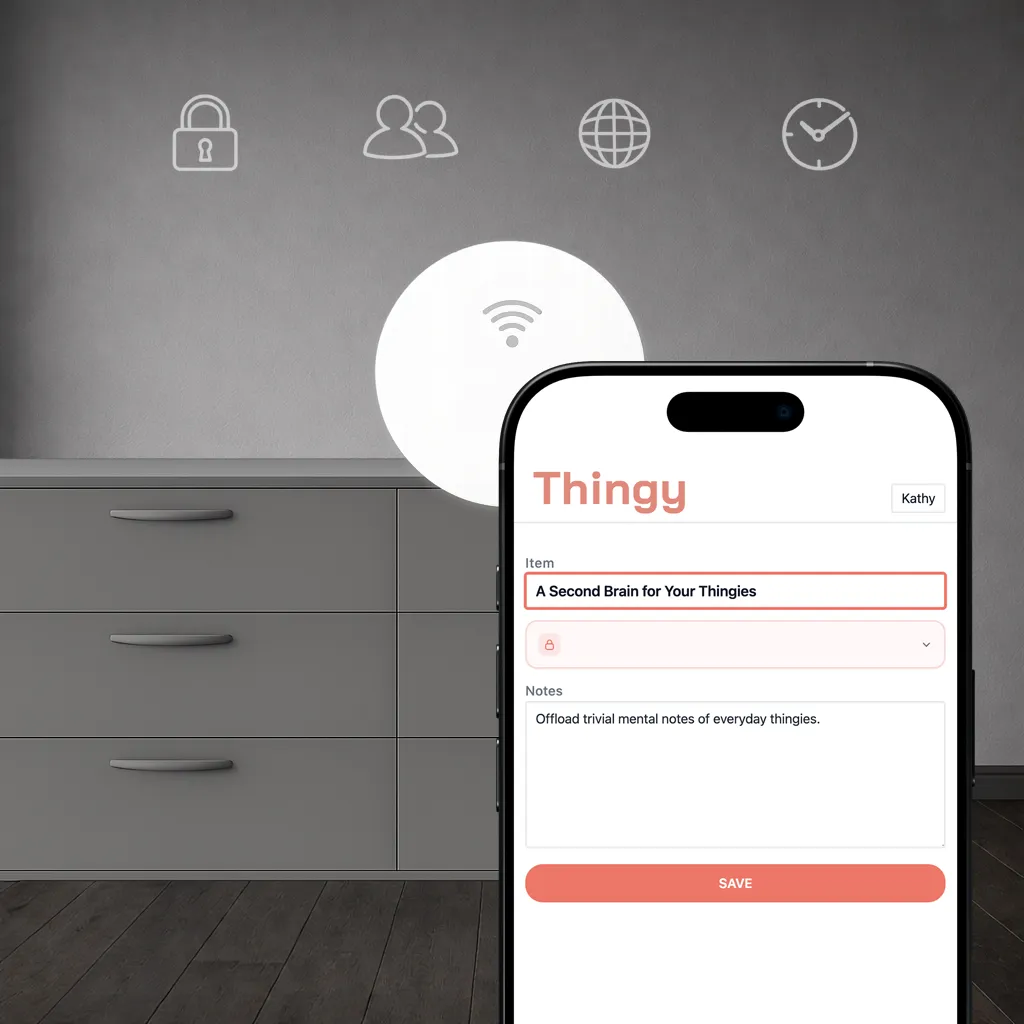 Thingy
Kathy
Item
A Second Brain for Your Thingies
Notes
Offload trivial mental notes of everyday thingies.
SAVE